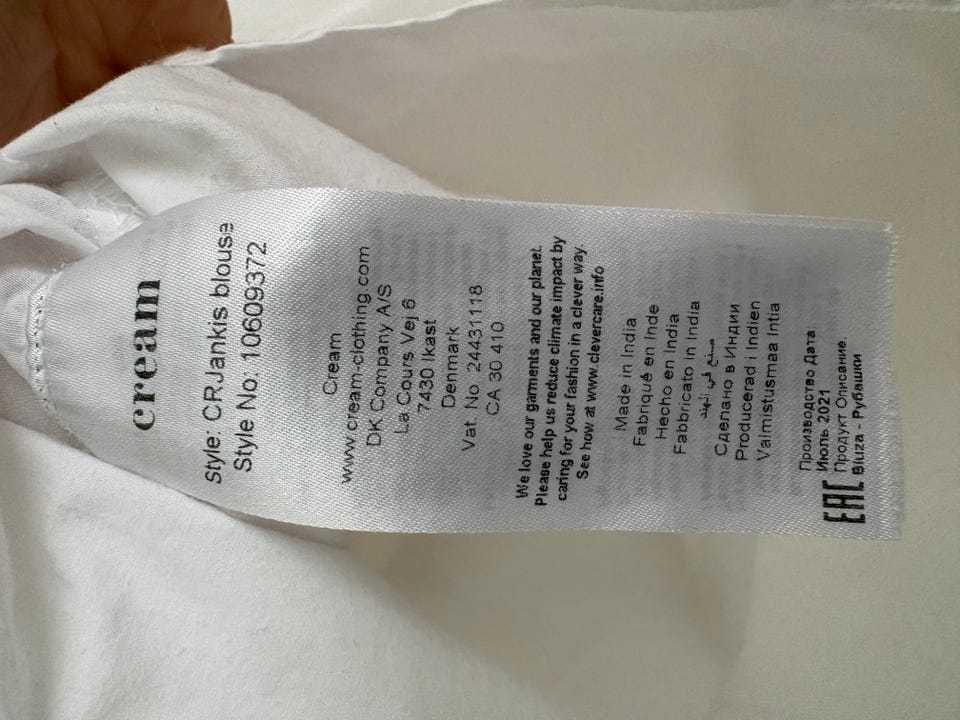 cream
Style: CRJankis blouse
Style No: 10609372
Cream
www.cream-clothing.com
DK Company A/S
La Cours Vej 6
7430 Ikast
Denmark
Vat. No 24431118
CA 30 410
We love our garments and our planet.
Please help us reduce climate impact by
caring for your fashion in a clever way.
See how at www.clevercare.info
Made in India
Fabriqué en Inde
Hecho en India
Fabbricato in India
صنع في الهند
Сделано в Индии
Producerad i Indien
Valmistusmaa Intia
Производство Дата.
Июль 2021
Продукт Описание.
Bluza - Рубашки
EAC